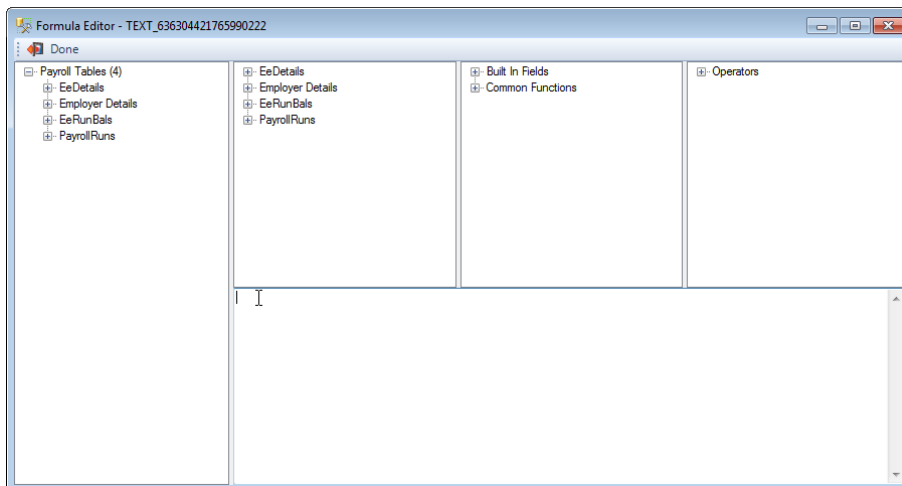 Formula Editor - TEXT_636304421765990222
Done
Payroll Tables (4)
EeDetails
Employer Details
EeRunBals
PayrollRuns
EeDetails
Employer Details
EeRunBals
PayrollRuns
Built In Fields
Common Functions
Operators